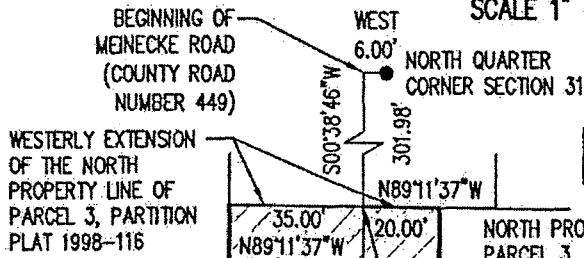 BEGINNING OF
MEINECKE ROAD
(COUNTY ROAD
NUMBER 449)
WEST
6.00'
SCALE 1"
NORTH QUARTER
CORNER SECTION 31
S00°38'46"W
301.98'
WESTERLY EXTENSION
OF THE NORTH
PROPERTY LINE OF
PARCEL 3, PARTITION
PLAT 1998-116
N89°11'37"W
35.00'
20.00'
N89°11'37"W
NORTH PRO
PARCEL 3